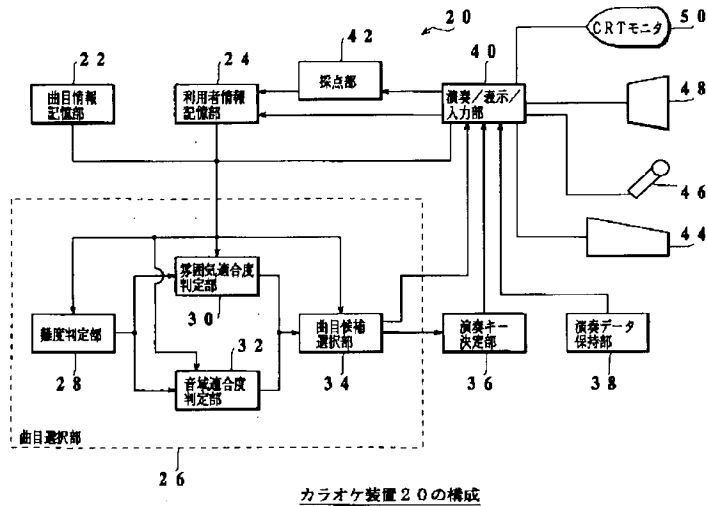 20
CRTモニタ
50
22
24
42
40
曲目情報
記憶部
利用者情報
記憶部
採点部
演奏/表示/
入力部
48
46
44
雰囲気適合度
判定部
30
難度判定部
28
32
音域適合度
判定部
曲目候補
選択部
34
演奏キー
決定部
36
演奏データ
保持部
38
曲目選択部
26
カラオケ装置20の構成